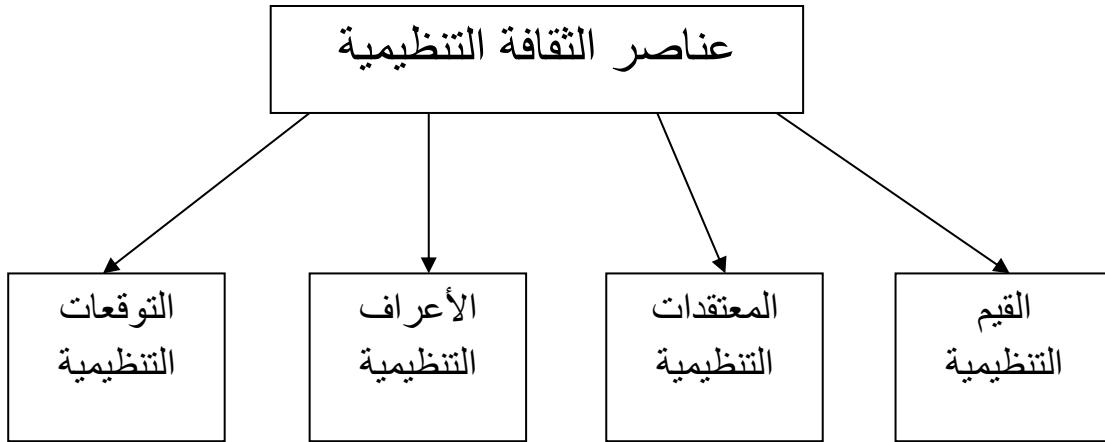 عناصر الثقافة التنظيمية
القيم
التنظيمية
المعتقدات
التنظيمية
الأعراف
التنظيمية
التوقعات
التنظيمية